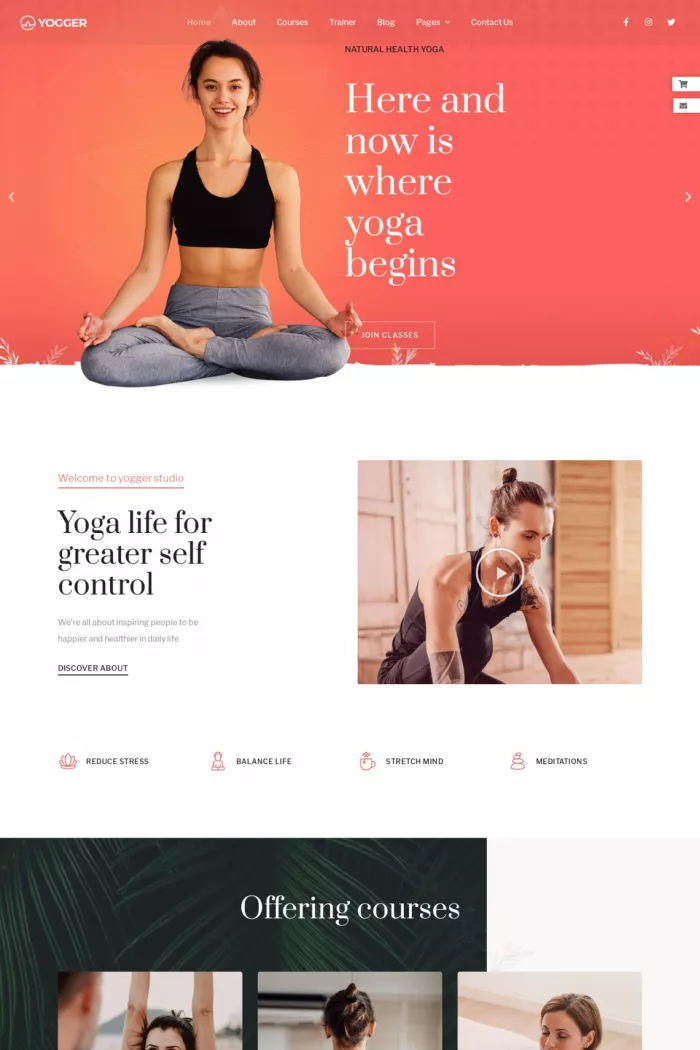 YOGGER
Home About Courses Trainer Blog Pages Contact Us
NATURAL HEALTH YOGA
Here and
now is
where
yoga
begins
JOIN CLASSES
Welcome to yogger studio
Yoga life for
greater self
control
We're all about inspiring people to be
happier and healthier in daily life
DISCOVER ABOUT
REDUCE STRESS BALANCE LIFE STRETCH MIND MEDITATIONS
Offering courses